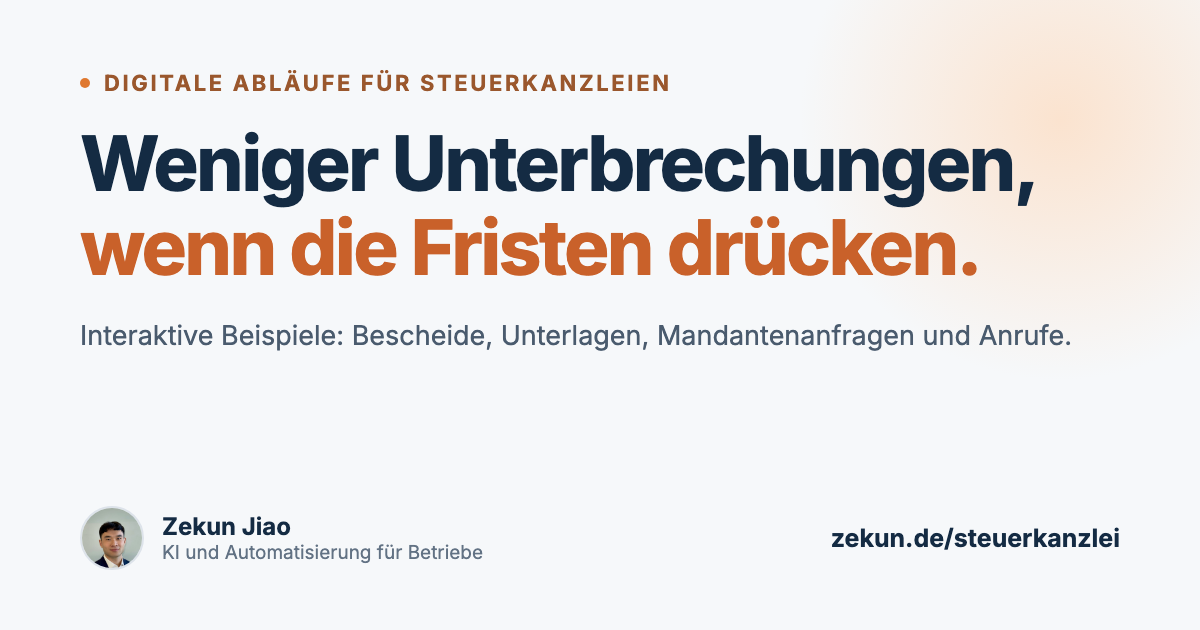 DIGITALE ABLÄUFE FÜR STEUERKANZLEIEN
Weniger Unterbrechungen,
wenn die Fristen drücken.
Interaktive Beispiele: Bescheide, Unterlagen, Mandantenanfragen und Anrufe.
Zekun Jiao
KI und Automatisierung für Betriebe
zekun.de/steuerkanzlei